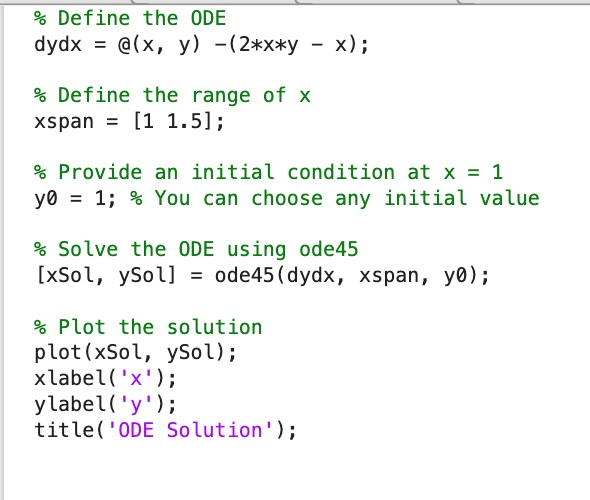 % Define the ODE
dydx = @(x, y) -(2*x*y - x);
% Define the range of x
xspan = [1 1.5];
% Provide an initial condition at x = 1
y0 = 1; % You can choose any initial value
% Solve the ODE using ode45
[xSol, ySol] = ode45(dydx, xspan, y0);
% Plot the solution
plot(xSol, ySol);
xlabel('x');
ylabel('y');
title('ODE Solution');